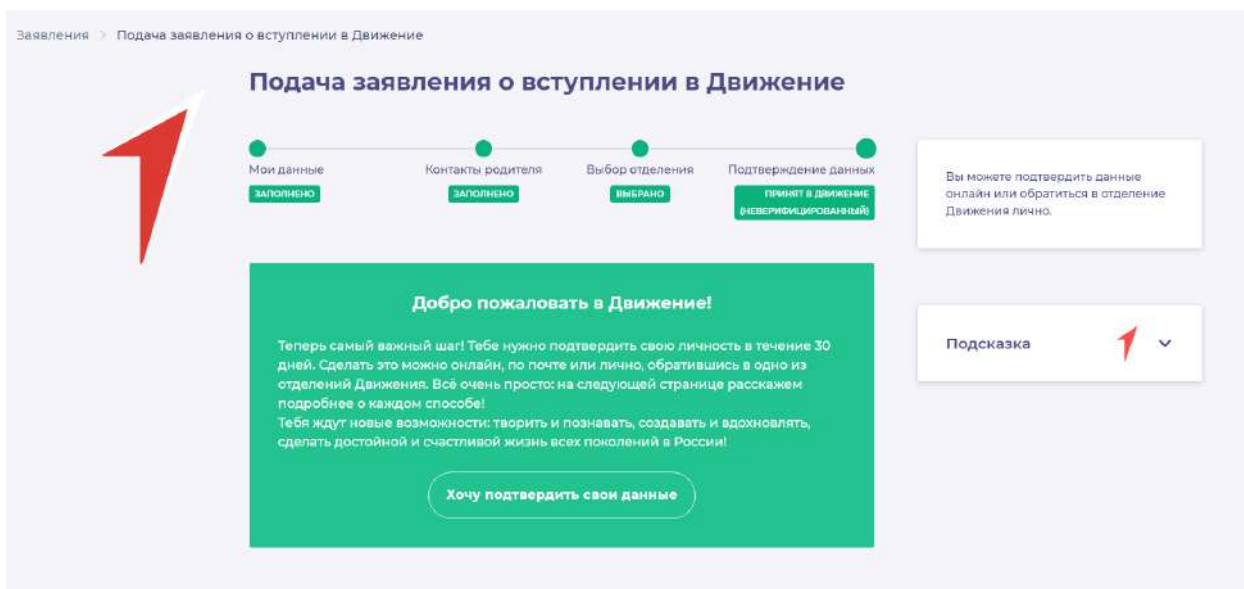 Заявления > Подача заявления о вступлении в Движение
Подача заявления о вступлении в Движение
Мои данные
ЗАПОЛНЕНО
Контакты родителя
ЗАПОЛНЕНО
Выбор отделения
ВЫБРАНО
Подтверждение данных
ПРИНЯТ В ДВИЖЕНИЕ
(НЕВЕРИФИЦИРОВАННЫЙ)
Вы можете подтвердить данные
онлайн или обратиться в отделение
Движения лично.
Добро пожаловать в Движение!
Теперь самый важный шаг! Тебе нужно подтвердить свою личность в течение 30
дней. Сделать это можно онлайн, по почте или лично, обратившись в одно из
отделений Движения. Всё очень просто: на следующей странице расскажем
подробнее о каждом способе!
Тебя ждут новые возможности: творить и познавать, создавать и вдохновлять,
сделать достойной и счастливой жизнь всех поколений в России!
Хочу подтвердить свои данные
Подсказка